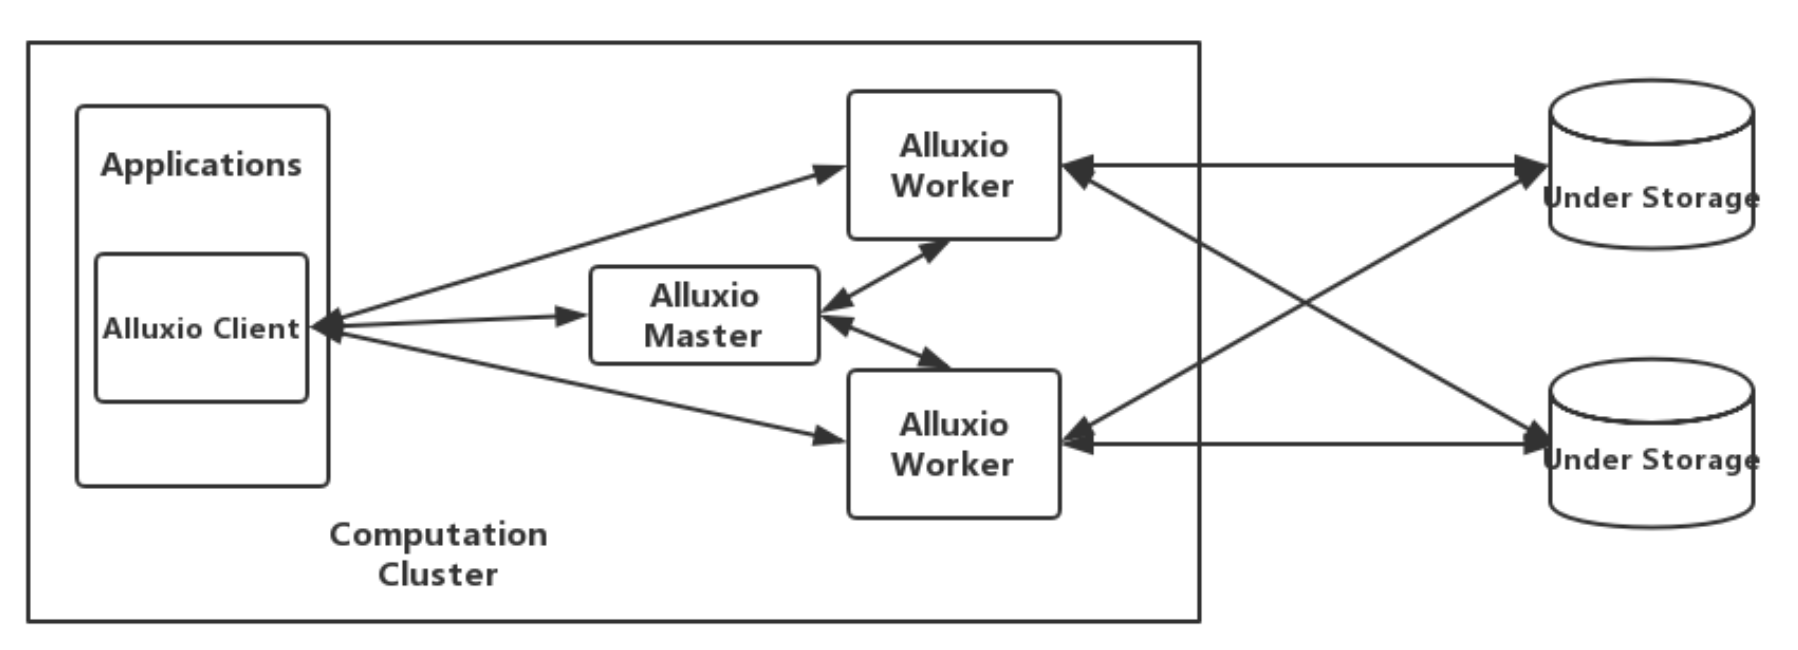 Applications
Alluxio Client
Alluxio
Master
Alluxio
Worker
Alluxio
Worker
Computation
Cluster
Under Storage
Under Storage